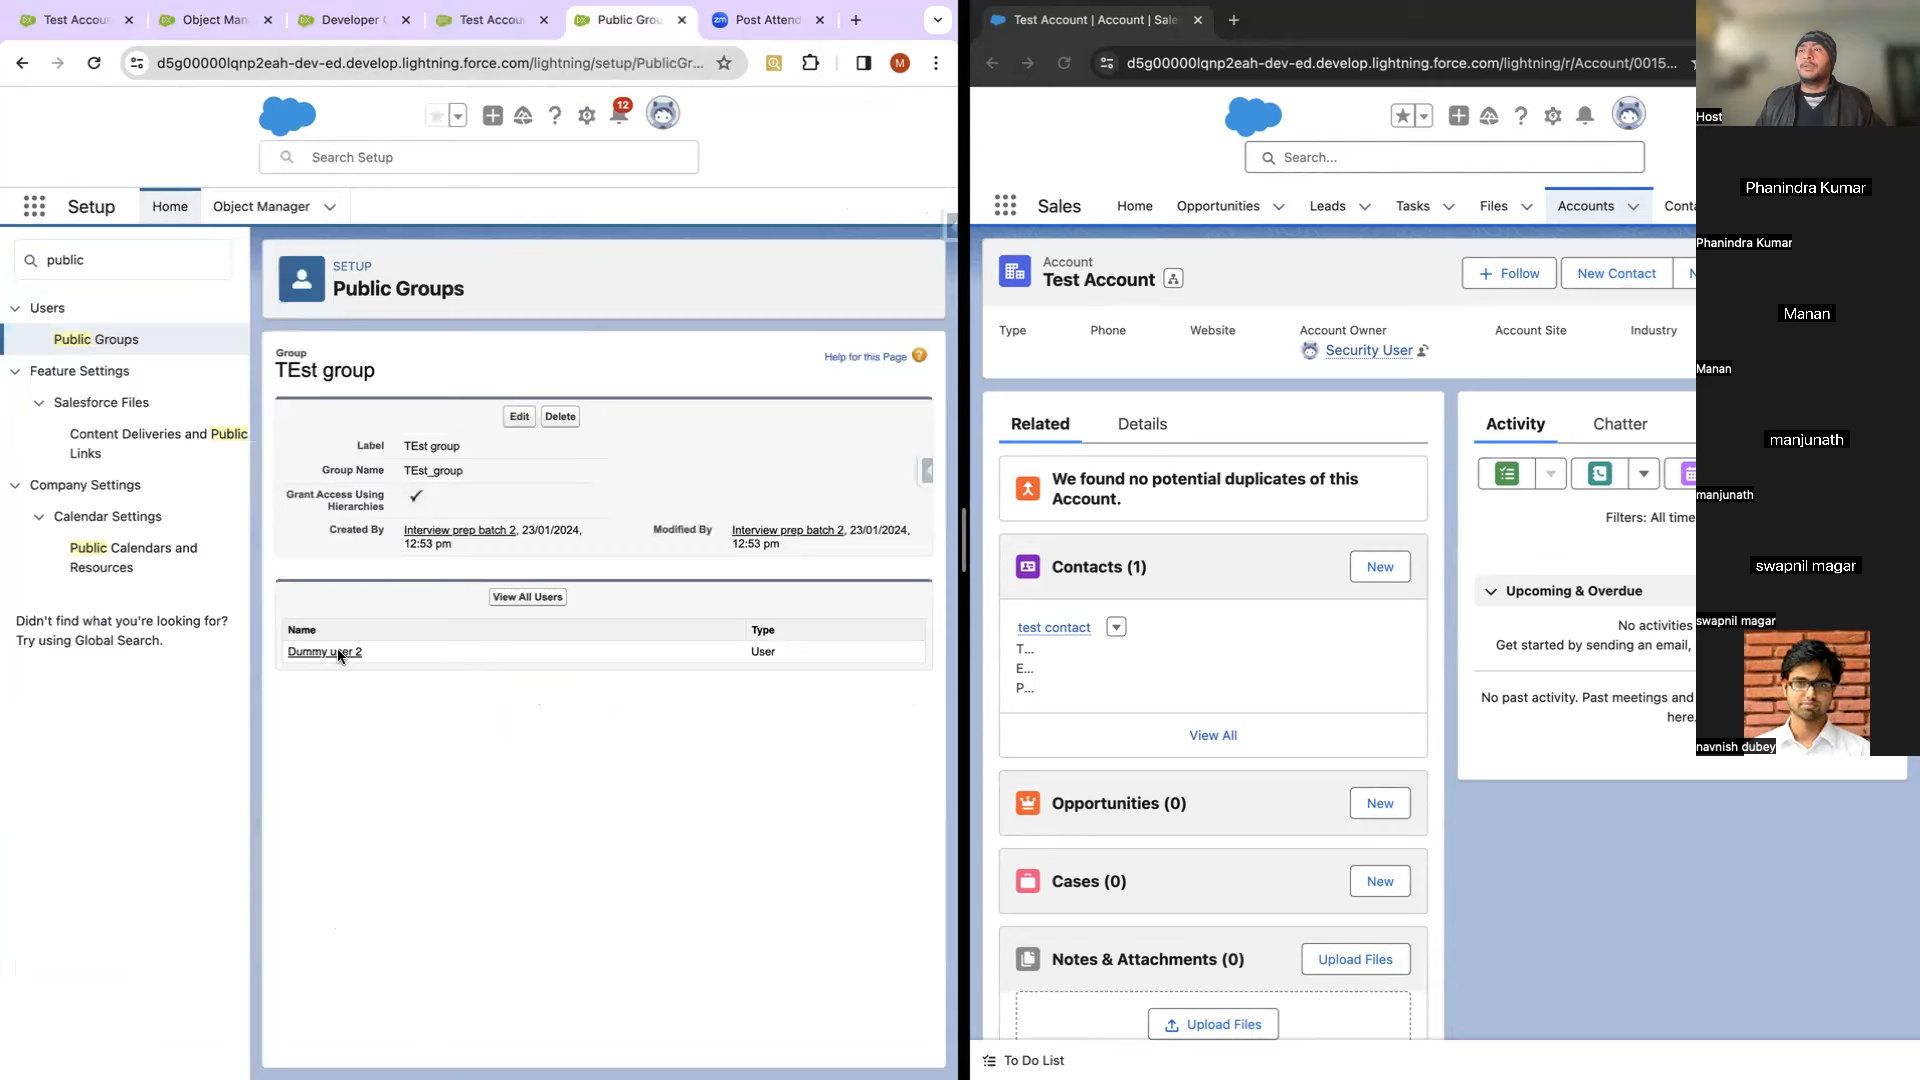 Test Accou
Object Ma
Developer
Test Accou
Public Grou
zm
Post Attend
d5g00000lqnp2eah-dev-ed.develop.lightning.force.com/lightning/setup/PublicGr...
M
12
Search Setup
Setup
Home
Object Manager
public
Users
Public Groups
Feature Settings
Salesforce Files
Content Deliveries and Public
Links
Company Settings
Calendar Settings
Public Calendars and
Resources
Didn't find what you're looking for?
Try using Global Search.
SETUP
Public Groups
Group
TEst group
Help for this Page
Edit
Delete
Label
TEst group
Group Name
TEst_group
Grant Access Using
Hierarchies
Created By
Interview prep batch 2, 23/01/2024,
12:53 pm
Modified By
Interview prep batch 2, 23/01/2024,
12:53 pm
View All Users
Name
Type
Dummy user 2
User
Test Account | Account | Sale
d5g00000lqnp2eah-dev-ed.develop.lightning.force.com/lightning/r/Account/0015...
Search...
Sales
Home
Opportunities
Leads
Tasks
Files
Accounts
Conta
Account
Test Account
Follow
New Contact
N
Type
Phone
Website
Account Owner
Account Site
Industry
Security User
Related
Details
We found no potential duplicates of this
Account.
Contacts (1)
New
test contact
T...
E...
P...
View All
Opportunities (0)
New
Cases (0)
New
Notes & Attachments (0)
Upload Files
Upload Files
To Do List
Activity
Chatter
Filters: All time
Upcoming & Overdue
No activities
Get started by sending an email,
No past activity. Past meetings and
here.
Host
Phanindra Kumar
Phanindra Kumar
Manan
Manan
manjunath
manjunath
swapnil magar
swapnil magar
navnish dubey